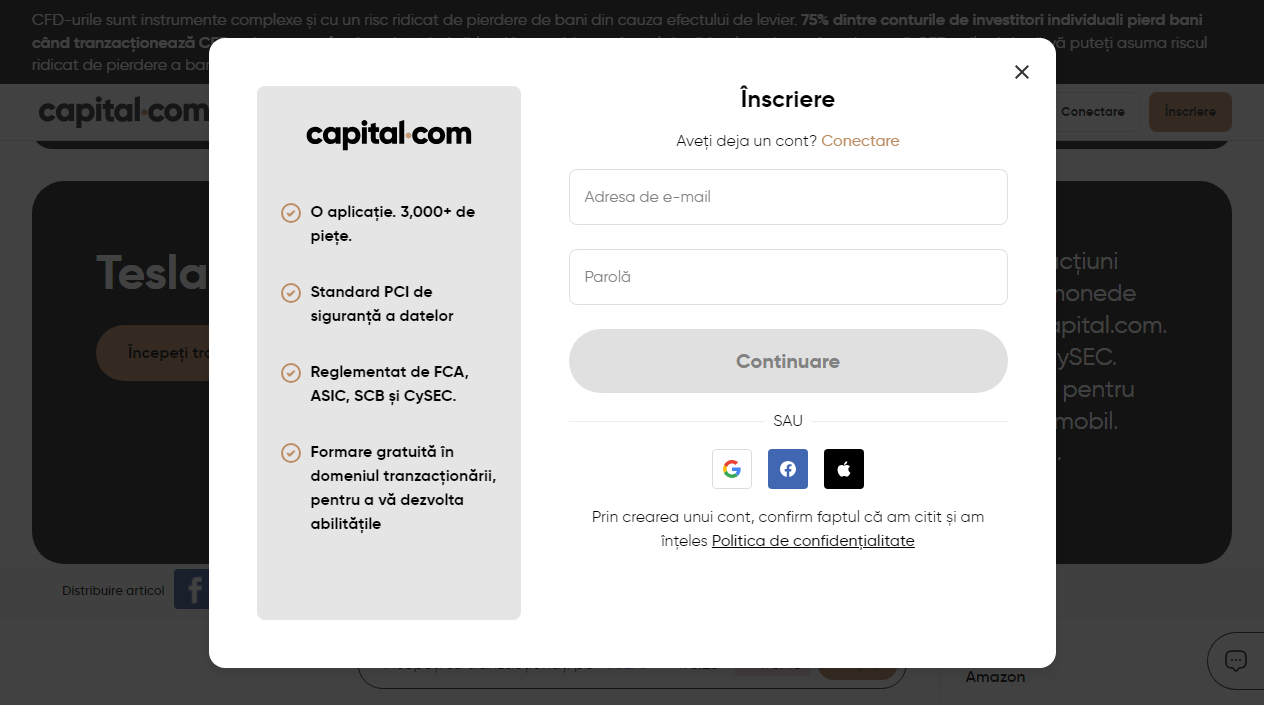 CFD-urile sunt instrumente complexe și cu un risc ridicat de pierdere de bani din cauza efectului de levier. 75% dintre conturile de investitori individuali pierd bani
când tranzacționează CFD
vă puteți asuma riscul
ridicat de pierdere a ban
capital.com
Conectare
Înscriere
Tesla
Începeți tra
acțiuni
monede
apital.com.
ySEC.
pentru
mobil.
capital.com
O aplicație. 3,000+ de
piețe.
Standard PCI de
siguranță a datelor
Reglementat de FCA,
ASIC, SCB și CySEC.
Formare gratuită în
domeniul tranzacționării,
pentru a vă dezvolta
abilitățile
Înscriere
Aveți deja un cont? Conectare
Adresa de e-mail
Parolă
Continuare
SAU
Prin crearea unui cont, confirm faptul că am citit și am
înțeles Politica de confidențialitate
Distribuire articol
Amazon